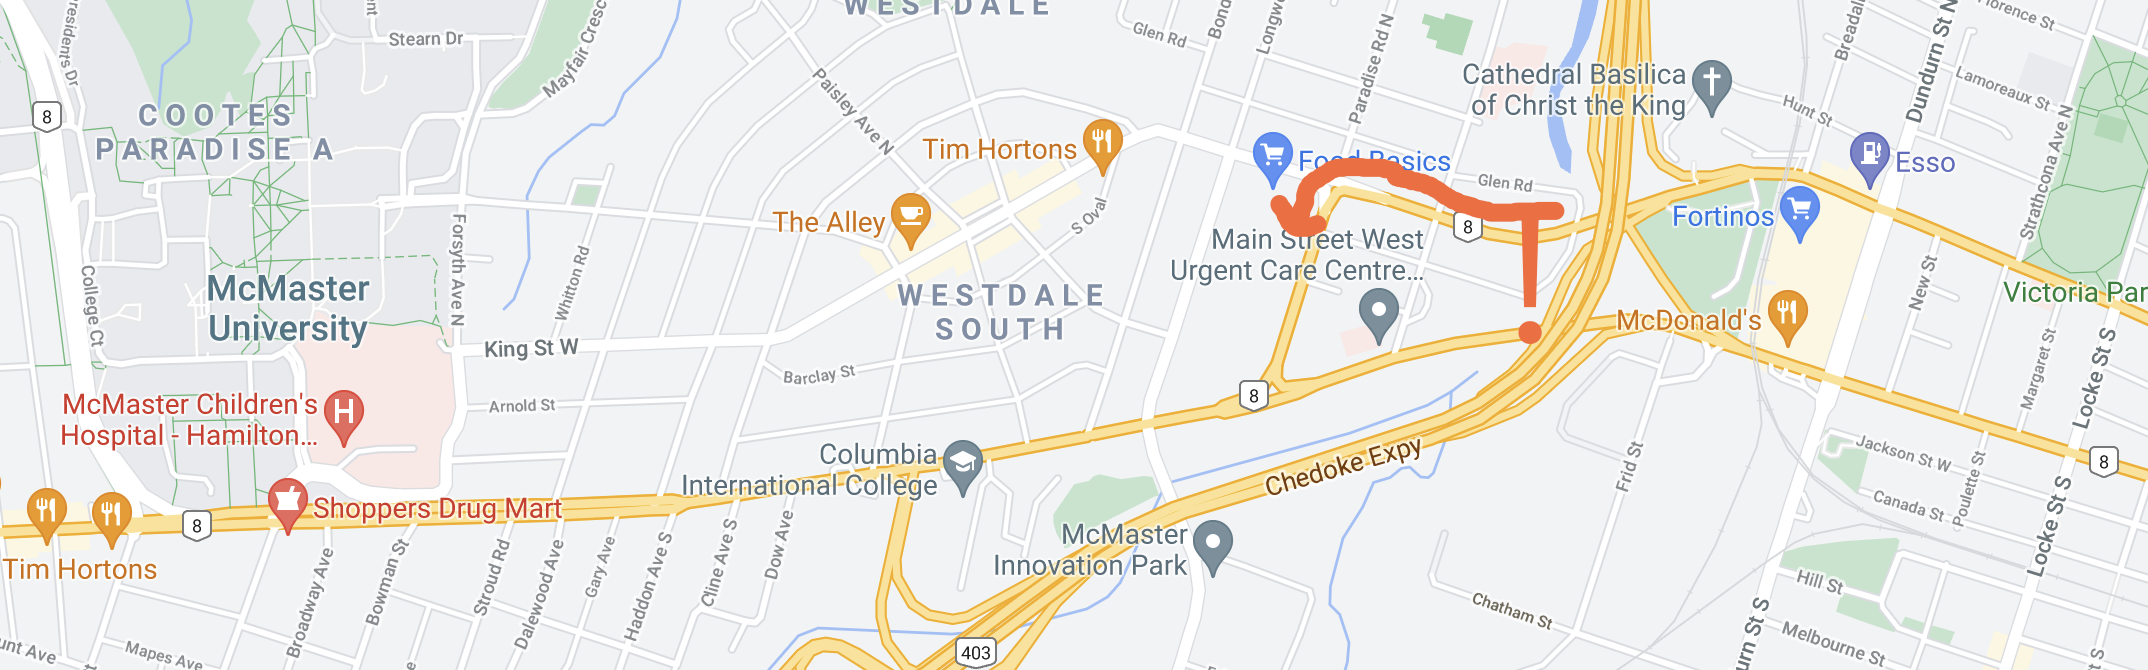 WESTDALE
Presidents Dr
Stearn Dr
Mayfair Cresc
Glen Rd
Bond
Longw
Paradise Rd N
Cathedral Basilica
of Christ the King
Florence St
Breadal
Dundurn St N
Lamoreaux St
Hunt St
Strathcona Ave N
8
COOTES
PARADISE A
Paisley Ave N
Tim Hortons
Food Basics
Glen Rd
Esso
The Alley
S Oval
8
Fortinos
Main Street West
Urgent Care Centre...
Forsyth Ave N
Whitton Rd
College Ct
McMaster
University
WESTDALE
SOUTH
New St
Victoria Par
McDonald's
King St W
Barclay St
Margaret St
Locke St S
McMaster Children's
Hospital - Hamilton...
Arnold St
8
Columbia
International College
Chedoke Expy
Frid St
Jackson St W
8
Poulette St
Canada St
Shoppers Drug Mart
8
Tim Hortons
McMaster
Innovation Park
Locke St S
Broadway Ave
Bowman St
Stroud Rd
Dalewood Ave
Gary Ave
Haddon Ave S
Cline Ave S
Dow Ave
Hill St
Chatham St
Melbourne St
urn St S
unt Ave
Mapes Ave
403